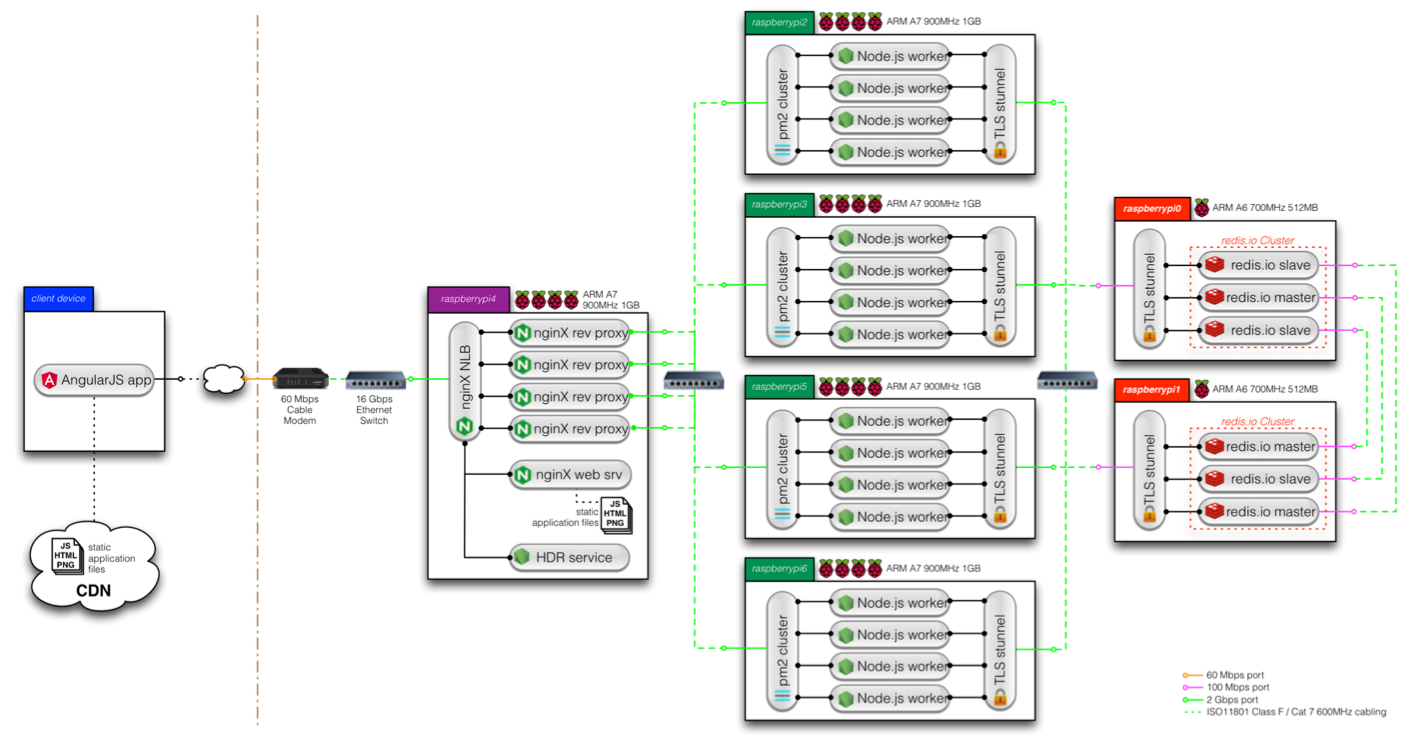 client device
AngularJS app
JS
HTML
PNG
static
application
files
CDN
60 Mbps
Cable
Modem
16 Gbps
Ethernet
Switch
raspberrypi4
ARM A7
900MHz 1GB
nginX NLB
nginX rev proxy
nginX rev proxy
nginX rev proxy
nginX rev proxy
nginX web srv
static
application files
JS
HTML
PNG
HDR service
raspberrypi2
ARM A7 900MHz 1GB
pm2 cluster
Node.js worker
Node.js worker
Node.js worker
Node.js worker
TLS stunnel
raspberrypi3
ARM A7 900MHz 1GB
pm2 cluster
Node.js worker
Node.js worker
Node.js worker
Node.js worker
TLS stunnel
raspberrypi5
ARM A7 900MHz 1GB
pm2 cluster
Node.js worker
Node.js worker
Node.js worker
Node.js worker
TLS stunnel
raspberrypi6
ARM A7 900MHz 1GB
pm2 cluster
Node.js worker
Node.js worker
Node.js worker
Node.js worker
TLS stunnel
raspberrypi0
ARM A6 700MHz 512MB
TLS stunnel
redis.io Cluster
redis.io slave
redis.io master
redis.io slave
raspberrypi1
ARM A6 700MHz 512MB
TLS stunnel
redis.io Cluster
redis.io master
redis.io slave
redis.io master
60 Mbps port
100 Mbps port
2 Gbps port
ISO11801 Class F / Cat 7 600MHz cabling